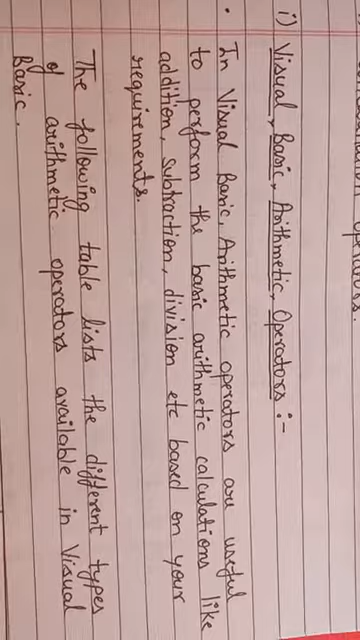 Operators.
i) Visual, Basic, Arithmetic, Operators :-
• In Visual Basic, Arithmetic operators are useful
to perform the basic arithmetic calculations like
addition, subtraction, division etc based on your
requirements.
The following table lists the different types
of arithmetic operators available in Visual
Basic.